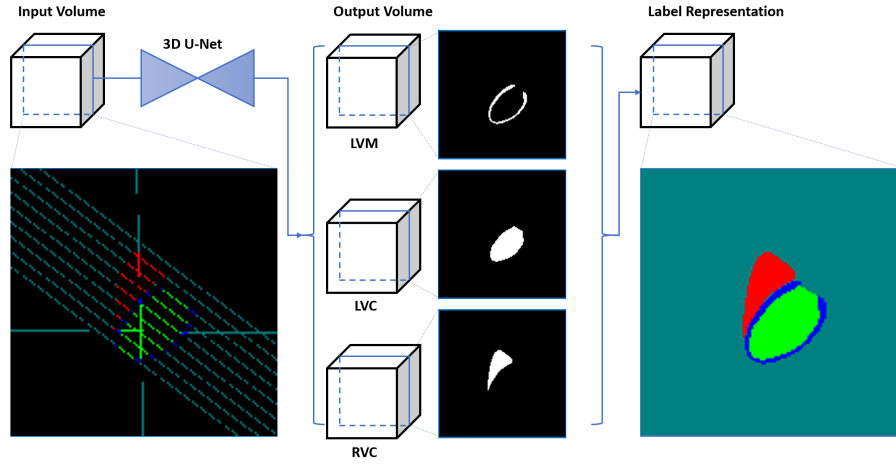 Input Volume
Output Volume
Label Representation
3D U-Net
LVM
LVC
RVC